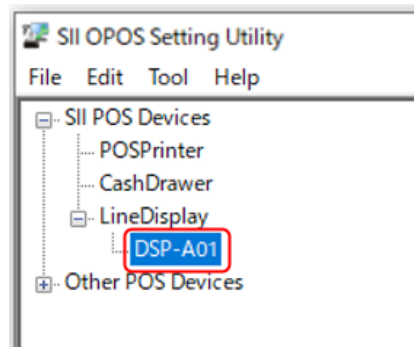 SII OPOS Setting Utility
File Edit Tool Help
SII POS Devices
POSPrinter
CashDrawer
LineDisplay
DSP-A01
Other POS Devices